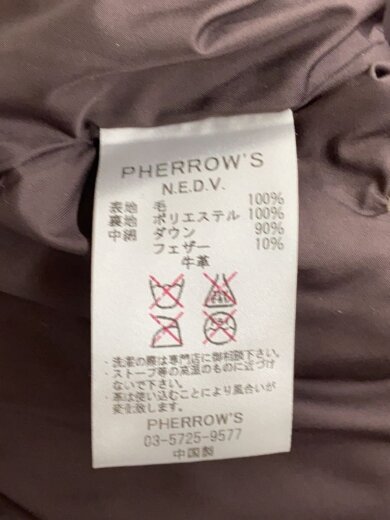 PHERROW'S
N.E.D.V.
表地 毛 100%
裏地 ポリエステル 100%
中綿 ダウン 90%
フェザー 10%
牛革
・洗濯の際は専門店に御相談下さい。
・ストーブ等の高温のものに近づけ
ないで下さい。
・革は使い込むことにより風合いが
変化致します。
PHERROW'S
03-5725-9577
中国製